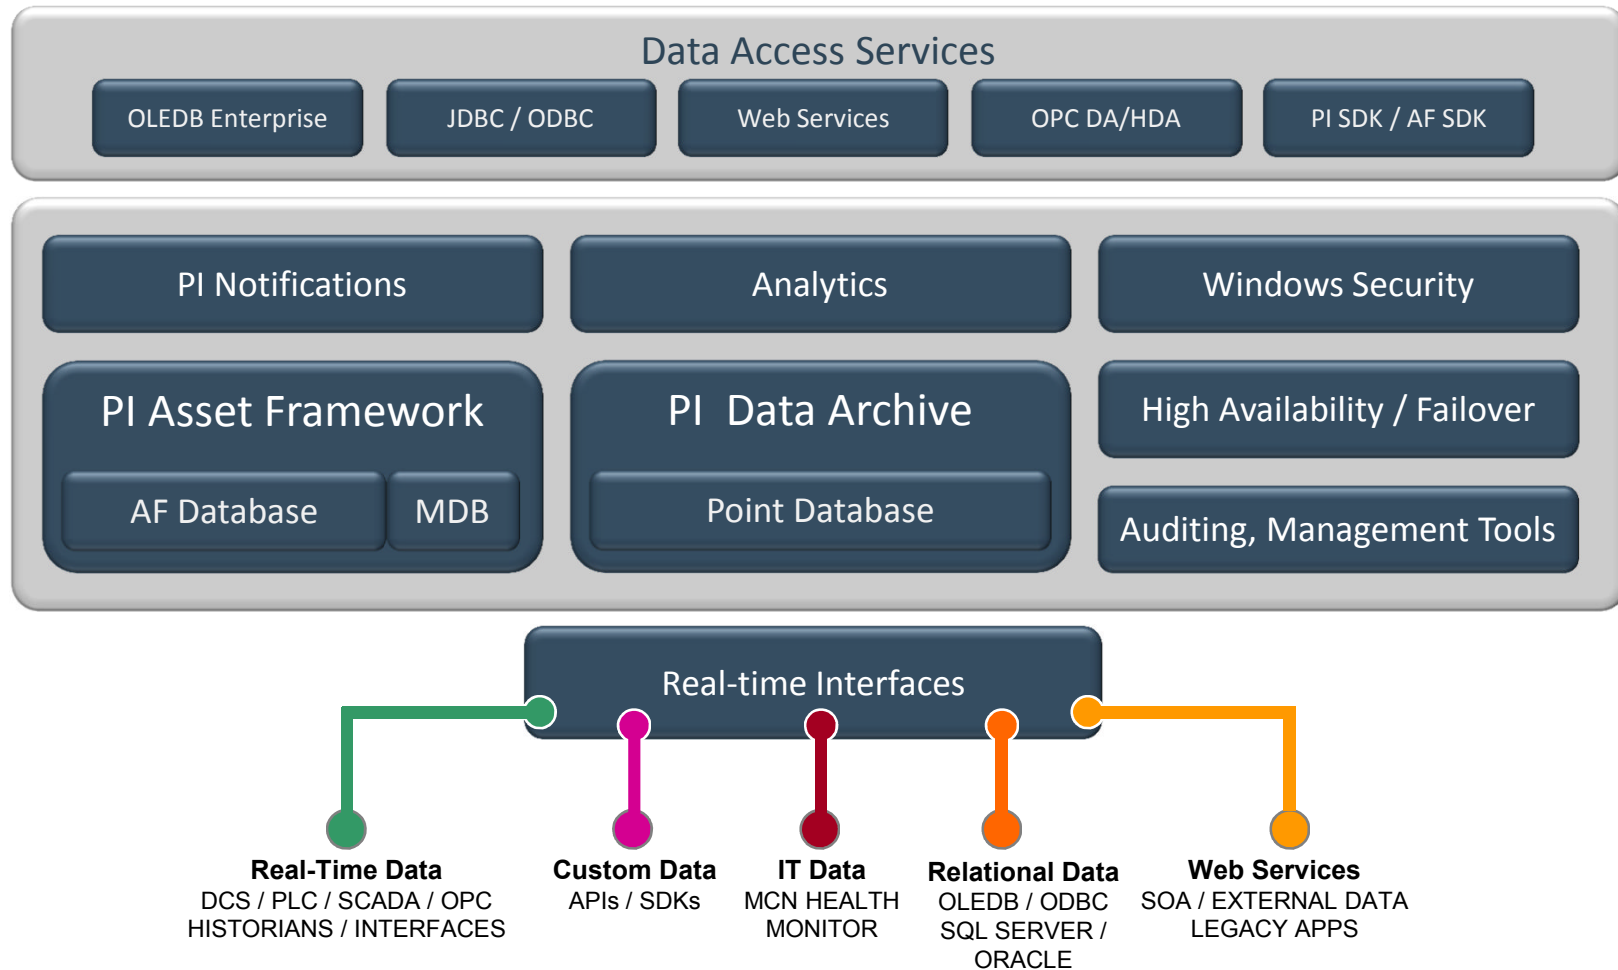 Data Access Services
OLEDB Enterprise
JDBC / ODBC
Web Services
OPC DA/HDA
PI SDK / AF SDK
PI Notifications
Analytics
Windows Security
PI Asset Framework
AF Database
MDB
PI  Data Archive
Point Database
High Availability / Failover
Auditing, Management Tools
Real-time Interfaces
Real-Time Data
DCS / PLC / SCADA / OPC
HISTORIANS / INTERFACES
Custom Data
APIs / SDKs
IT Data
MCN HEALTH
MONITOR
Relational Data
OLEDB / ODBC
SQL SERVER /
ORACLE
Web Services
SOA / EXTERNAL DATA
LEGACY APPS